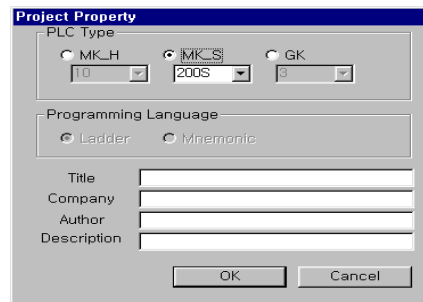 Project Property
PLC Type
MK_H MK_S GK
10 200S 3
Programming Language
Ladder Mnemonic
Title
Company
Author
Description
OK Cancel